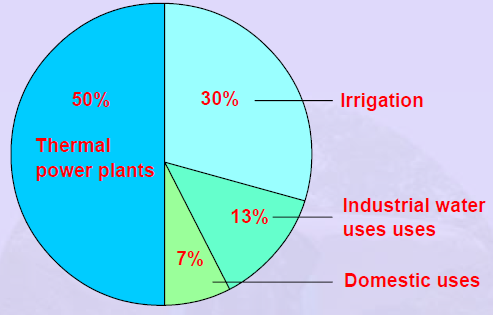 50%
Thermal
power plants
30%
Irrigation
13%
Industrial water
uses uses
7%
Domestic uses